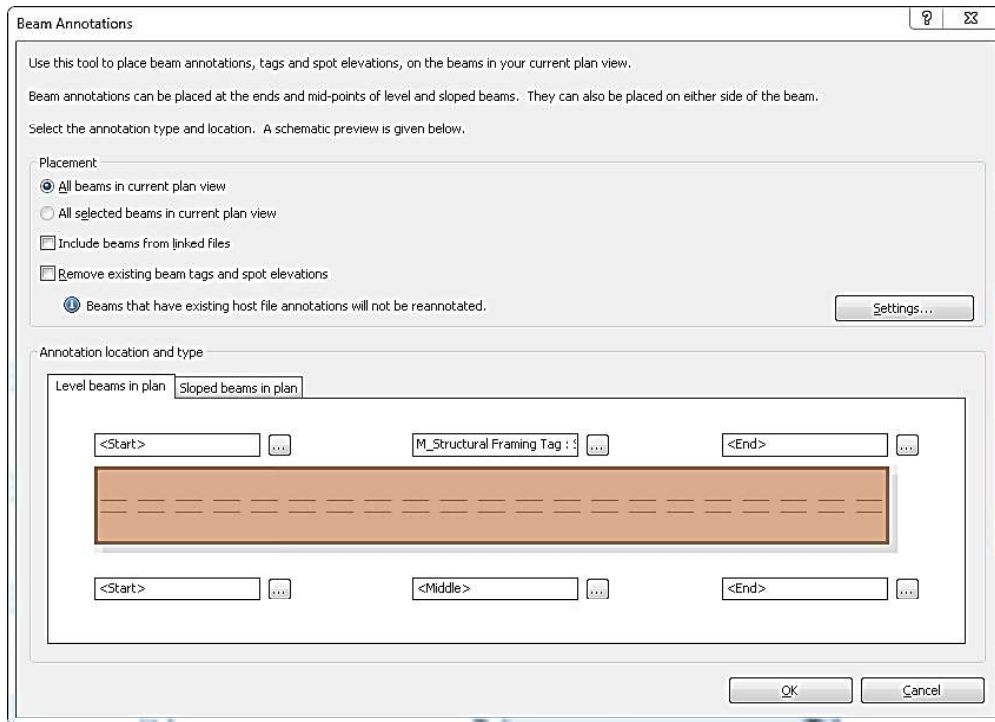 Beam Annotations
Use this tool to place beam annotations, tags and spot elevations, on the beams in your current plan view.
Beam annotations can be placed at the ends and mid-points of level and sloped beams. They can also be placed on either side of the beam.
Select the annotation type and location. A schematic preview is given below.
Placement
All beams in current plan view
All selected beams in current plan view
Include beams from linked files
Remove existing beam tags and spot elevations
Beams that have existing host file annotations will not be reannotated.
Settings...
Annotation location and type
Level beams in plan Sloped beams in plan
<Start> ... M_Structural Framing Tag : ... <End> ...
<Start> ... <Middle> ... <End> ...
OK Cancel